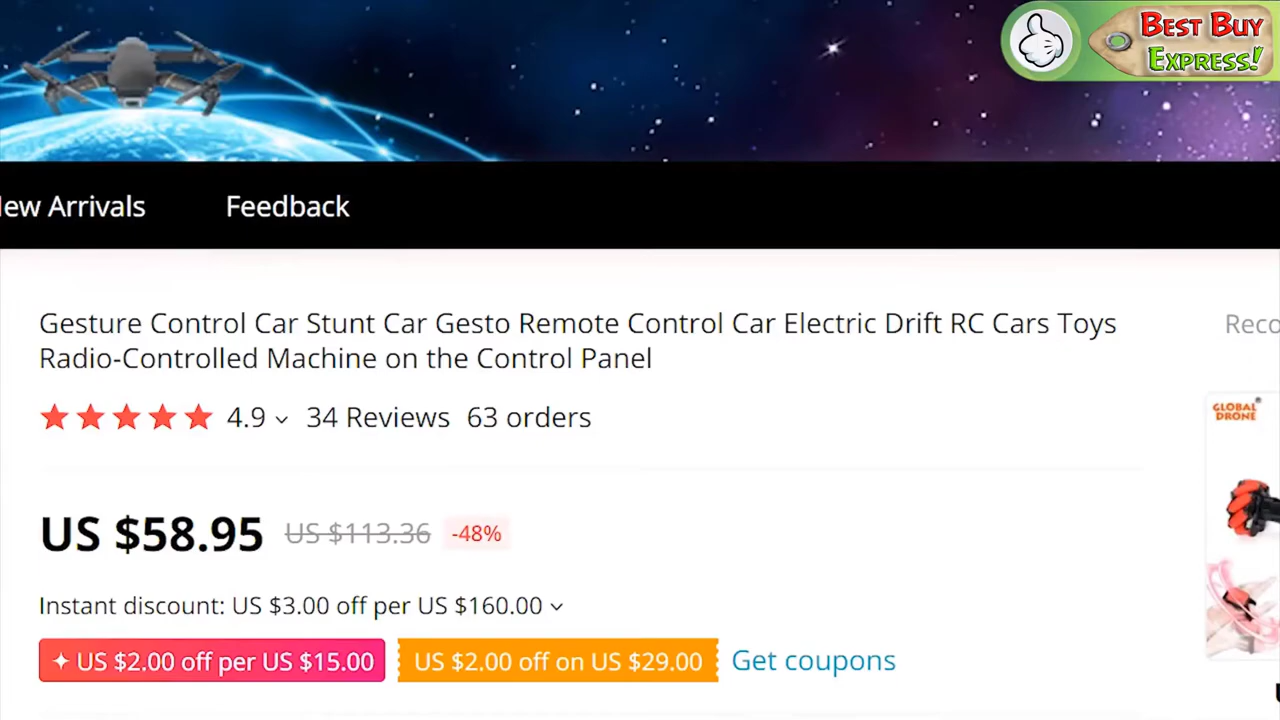 BEST BUY
EXPRESS!
New Arrivals Feedback
Gesture Control Car Stunt Car Gesto Remote Control Car Electric Drift RC Cars Toys
Radio-Controlled Machine on the Control Panel
4.9 34 Reviews 63 orders
US $58.95 US $113.36 -48%
Instant discount: US $3.00 off per US $160.00
US $2.00 off per US $15.00 US $2.00 off on US $29.00 Get coupons
Reco
GLOBAL
DRONE